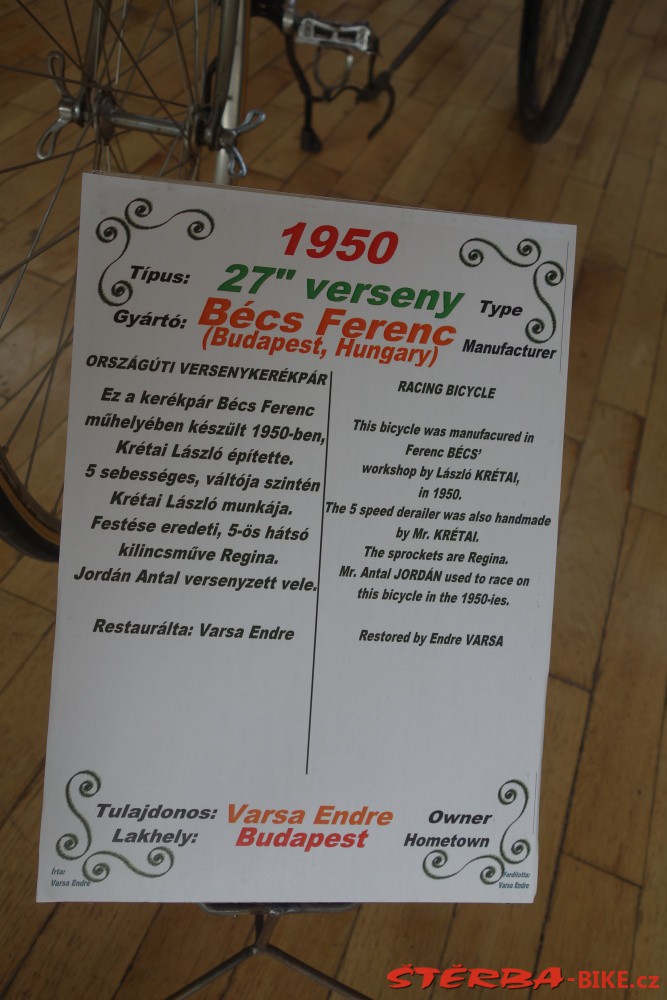 1950
Típus: 27" verseny Type
Gyártó: Bécs Ferenc Manufacturer
(Budapest, Hungary)
ORSZÁGÚTI VERSENYKERÉKPÁR
Ez a kerékpár Bécs Ferenc
műhelyében készült 1950-ben,
Krétai László építette.
5 sebességes, váltója szintén
Krétai László munkája.
Festése eredeti, 5-ös hátsó
kilincsműve Regina.
Jordán Antal versenyzett vele.
Restaurálta: Varsa Endre
RACING BICYCLE
This bicycle was manufacured in
Ferenc BÉCS'
workshop by László KRÉTAI,
in 1950.
The 5 speed derailer was also handmade
by Mr. KRÉTAI.
The sprockets are Regina.
Mr. Antal JORDÁN used to race on
this bicycle in the 1950-ies.
Restored by Endre VARSA
Tulajdonos: Varsa Endre Owner
Lakhely: Budapest Hometown
Írta:
Varsa Endre
Fordította:
Varsa Endre
ŠTĚRBA-BIKE.cz